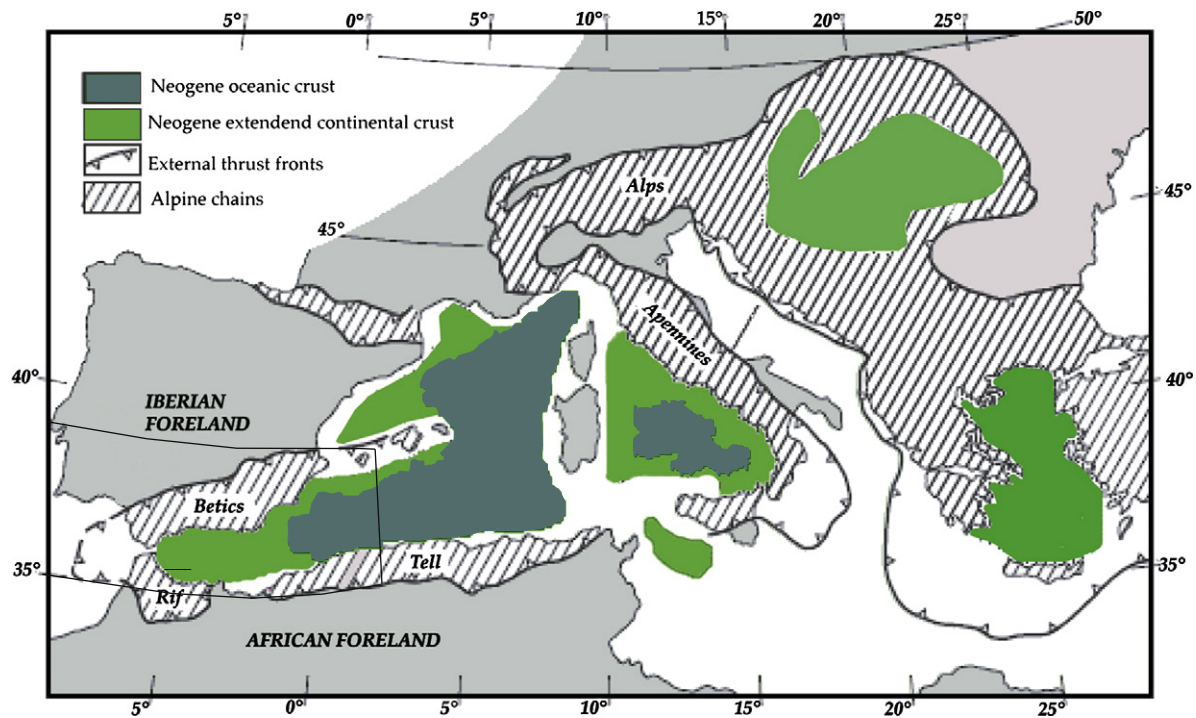 5° 0° 5° 10° 15° 20° 25° 50°
Neogene oceanic crust
Neogene extendend continental crust
External thrust fronts
Alpine chains
Alps
45°
45°
Apennines
40°
40°
IBERIAN
FORELAND
Betics
35°
35°
Tell
Rif
AFRICAN FORELAND
5° 0° 5° 10° 15° 20° 25°